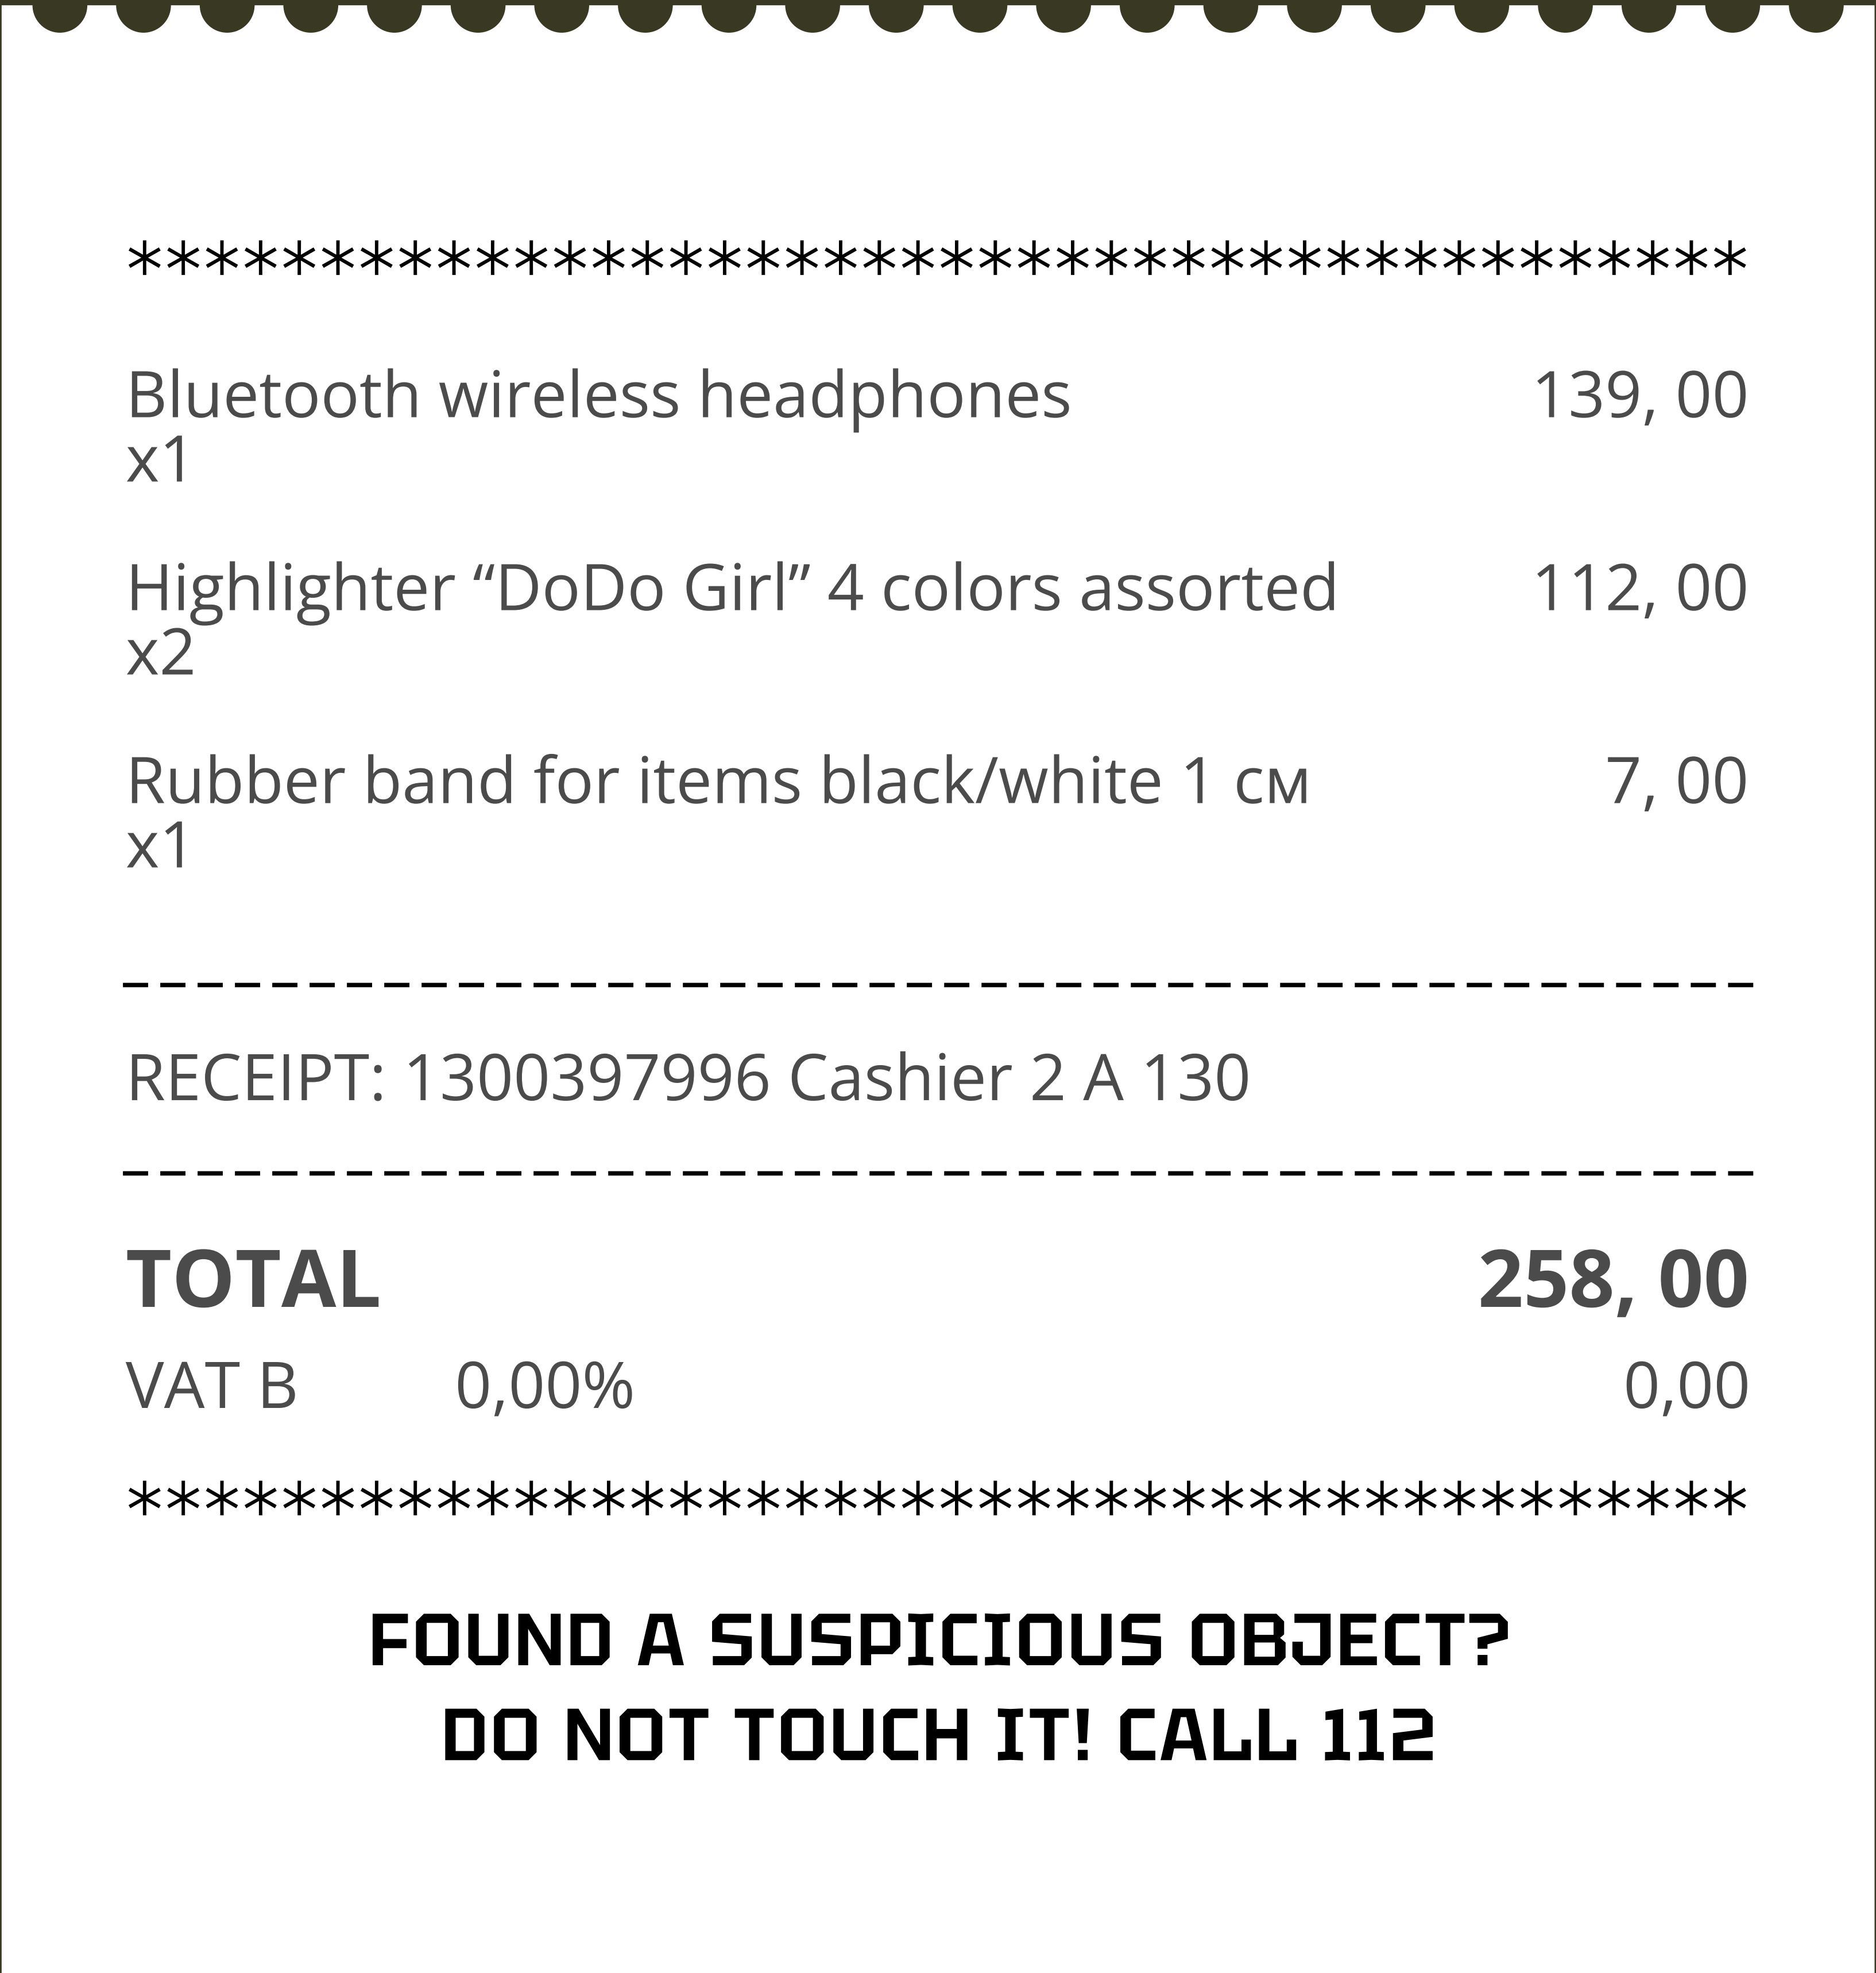 ******************************************
Bluetooth wireless headphones 139, 00
x1
Highlighter “DoDo Girl” 4 colors assorted 112, 00
x2
Rubber band for items black/white 1 см 7, 00
x1
RECEIPT: 1300397996 Cashier 2 A 130
TOTAL 258, 00
VAT B 0,00% 0,00
******************************************
FOUND A SUSPICIOUS OBJECT?
DO NOT TOUCH IT! CALL 112